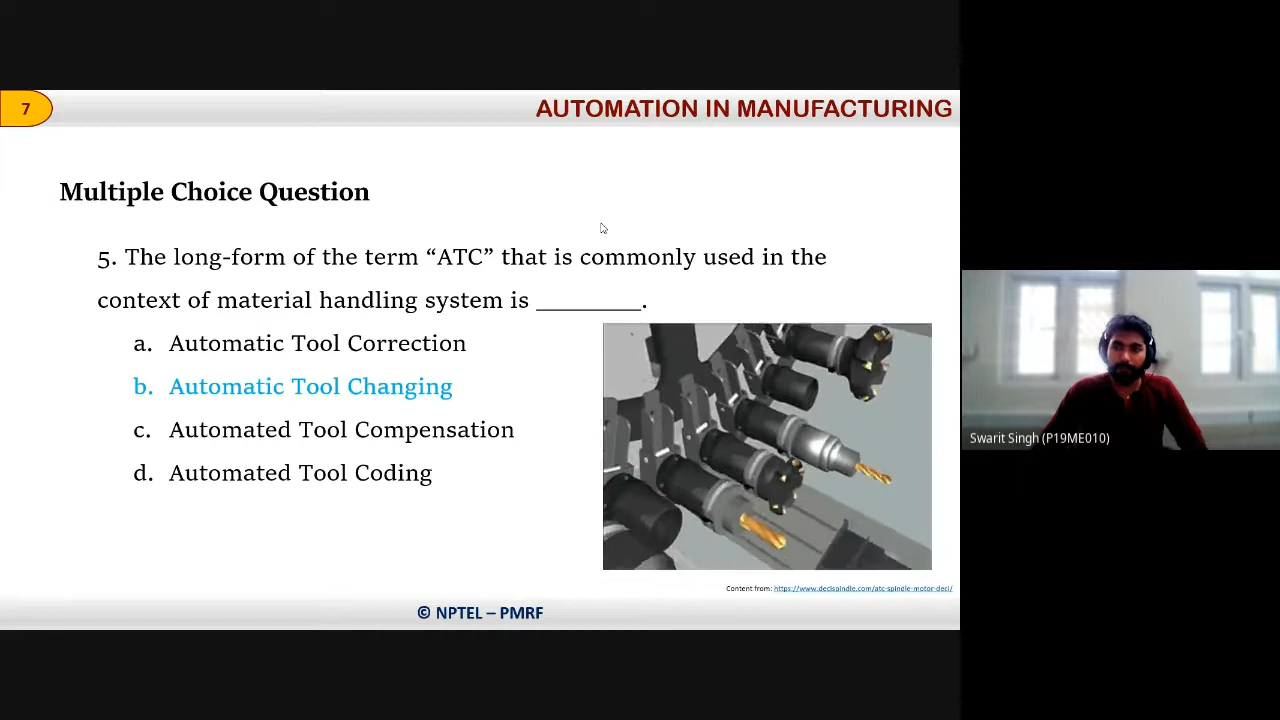 7
AUTOMATION IN MANUFACTURING
Multiple Choice Question
5. The long-form of the term “ATC” that is commonly used in the
context of material handling system is _________.
a. Automatic Tool Correction
b. Automatic Tool Changing
c. Automated Tool Compensation
d. Automated Tool Coding
Content from: https://www.decispindle.com/atc-spindle-motor-deci/
© NPTEL – PMRF
Swarit Singh (P19ME010)